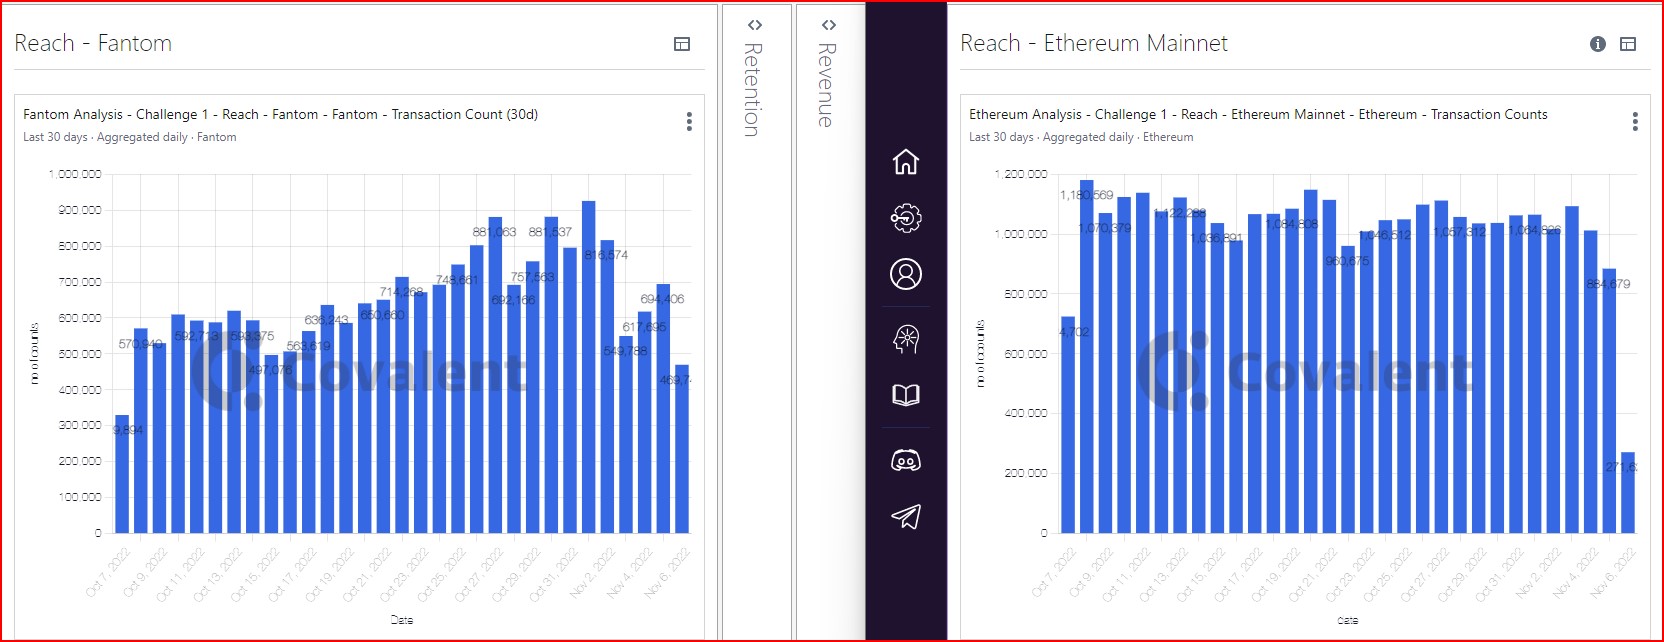 Reach - Fantom
Fantom Analysis - Challenge 1 - Reach - Fantom - Fantom - Transaction Count (30d)
Last 30 days · Aggregated daily · Fantom
1,000,000
900,000
800,000
700,000
600,000
500,000
400,000
300,000
200,000
100,000
0
no of counts
9,894
570,940
592,713
593,375
497,076
563,619
636,243
650,660
714,268
748,661
881,063
692,166
757,563
881,537
816,574
549,788
617,695
694,406
469,7
Covalent
Oct 7, 2022
Oct 9, 2022
Oct 11, 2022
Oct 13, 2022
Oct 15, 2022
Oct 17, 2022
Oct 19, 2022
Oct 21, 2022
Oct 23, 2022
Oct 25, 2022
Oct 27, 2022
Oct 29, 2022
Oct 31, 2022
Nov 2, 2022
Nov 4, 2022
Nov 6, 2022
Date
Retention
Revenue
Reach - Ethereum Mainnet
Ethereum Analysis - Challenge 1 - Reach - Ethereum Mainnet - Ethereum - Transaction Counts
Last 30 days · Aggregated daily · Ethereum
1,200,000
1,000,000
800,000
600,000
400,000
200,000
0
no of accounts
4,702
1,180,569
1,070,379
1,122,288
1,036,891
1,084,808
960,675
1,046,512
1,057,312
1,064,826
884,679
271,6
Covalent
Oct 7, 2022
Oct 9, 2022
Oct 11, 2022
Oct 13, 2022
Oct 15, 2022
Oct 17, 2022
Oct 19, 2022
Oct 21, 2022
Oct 23, 2022
Oct 25, 2022
Oct 27, 2022
Oct 29, 2022
Oct 31, 2022
Nov 2, 2022
Nov 4, 2022
Nov 6, 2022
date